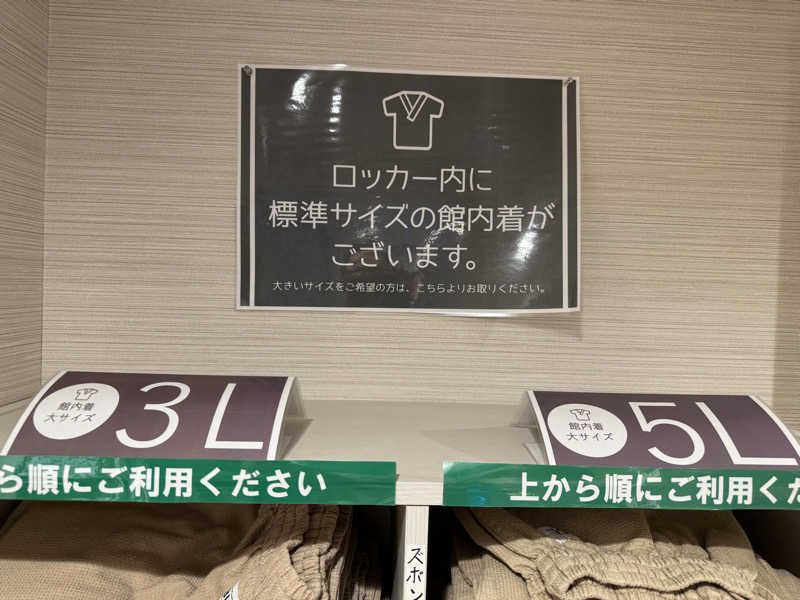 ロッカー内に
標準サイズの館内着が
ございます。
大きいサイズをご希望の方は、こちらよりお取りください。
館内着
大サイズ
3L
館内着
大サイズ
5L
ら順にご利用ください
上から順にご利用くだ
ズボン